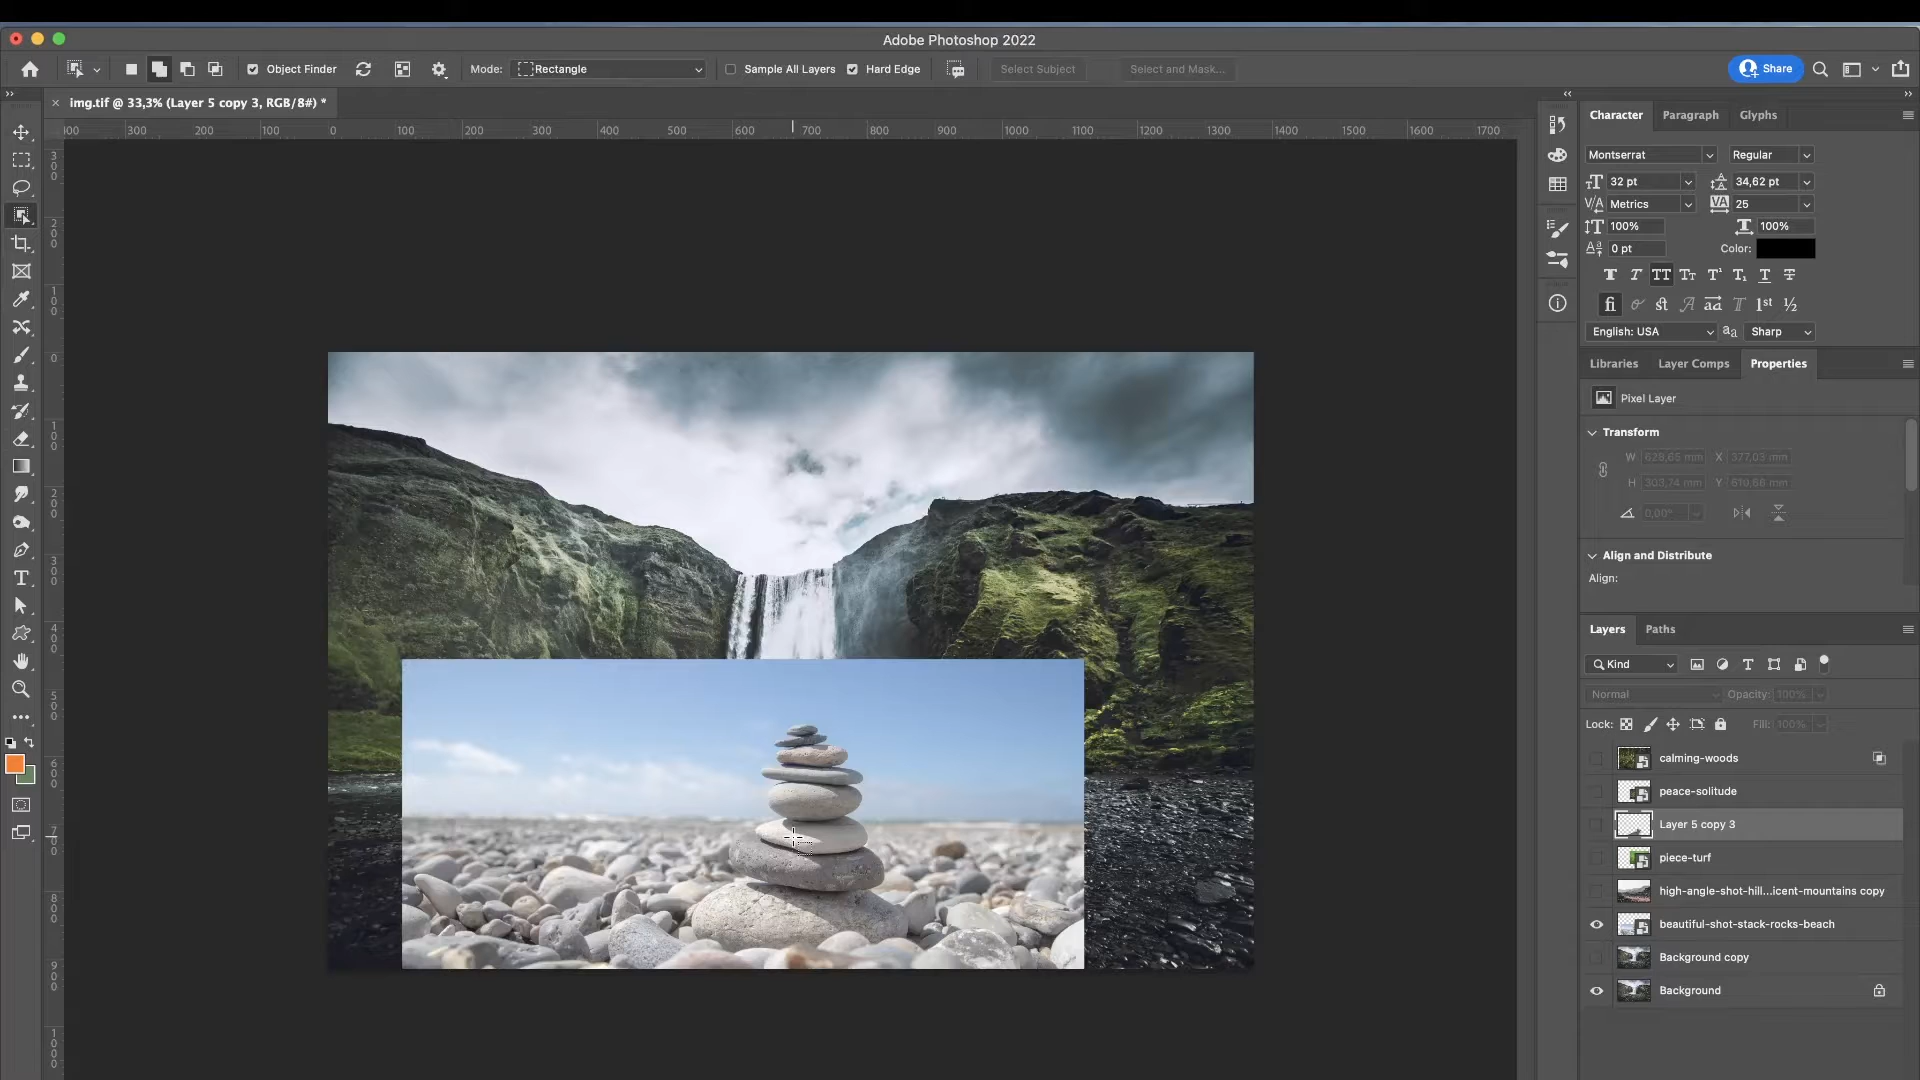 Adobe Photoshop 2022
Object Finder Mode: Rectangle Sample All Layers Hard Edge Select Subject Select and Mask... Share
img.tif @ 33,3% (Layer 5 copy 3, RGB/8#) *
300 200 100 0 100 200 300 400 500 600 700 800 900 1000 1100 1200 1300 1400 1500 1600 1700
Character Paragraph Glyphs
Montserrat Regular
32 pt 34,62 pt
Metrics 25
100% 100%
0 pt Color:
English: USA Sharp
Libraries Layer Comps Properties
Pixel Layer
Transform
W 628,65 mm X 377,03 mm
H 303,74 mm Y 610,66 mm
0,00°
Align and Distribute
Align:
Layers Paths
Kind
Normal Opacity: 100%
Lock: Fill: 100%
calming-woods
peace-solitude
Layer 5 copy 3
piece-turf
high-angle-shot-hill...icent-mountains copy
beautiful-shot-stack-rocks-beach
Background copy
Background